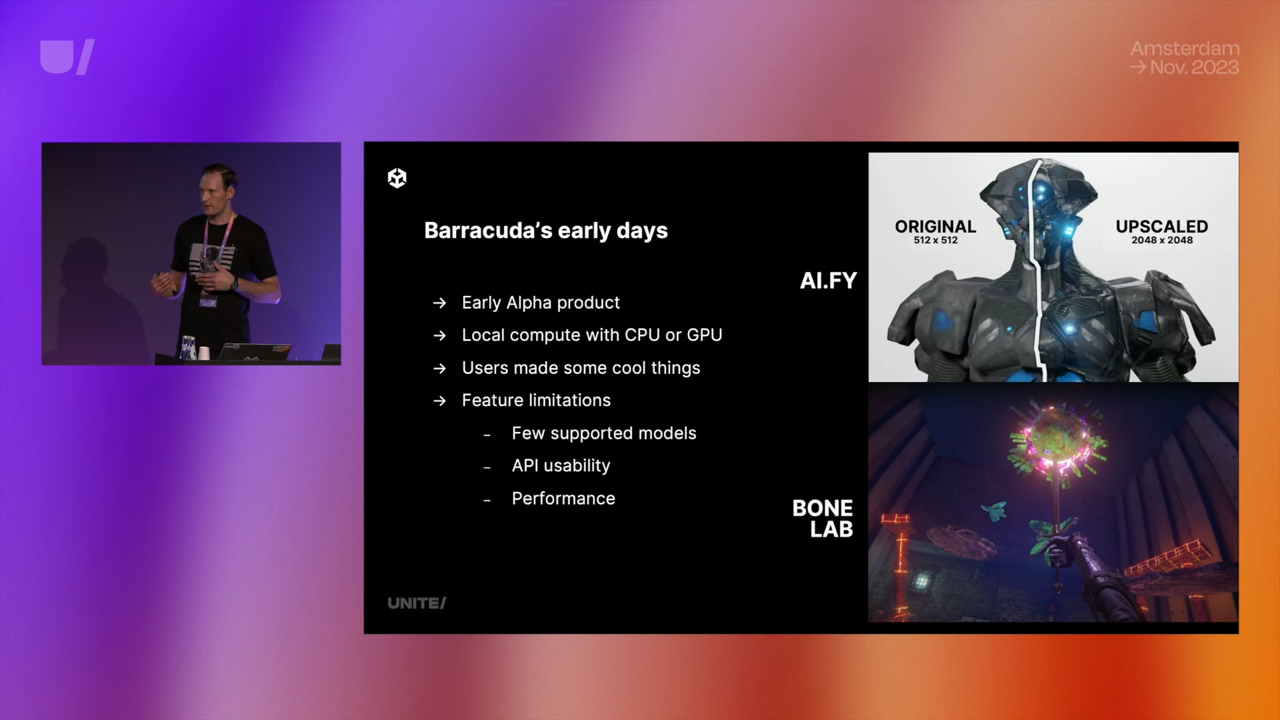 Amsterdam
→ Nov. 2023
Barracuda’s early days
→ Early Alpha product
→ Local compute with CPU or GPU
→ Users made some cool things
→ Feature limitations
– Few supported models
– API usability
– Performance
AI.FY
ORIGINAL
512 x 512
UPSCALED
2048 x 2048
BONE
LAB
UNITE/